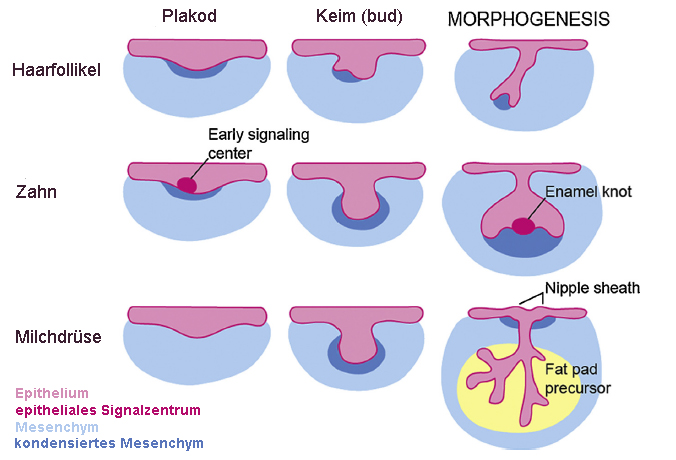 Plakod
Keim (bud)
MORPHOGENESIS
Haarfollikel
Early signaling
center
Zahn
Enamel knot
Nipple sheath
Milchdrüse
Fat pad
precursor
Epithelium
epitheliales Signalzentrum
Mesenchym
kondensiertes Mesenchym